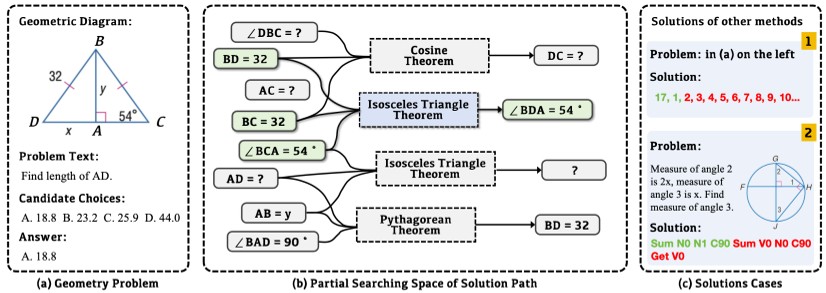 Geometric Diagram:
B
32
y
54°
D
x
A
C
Problem Text:
Find length of AD.
Candidate Choices:
A. 18.8 B. 23.2 C. 25.9 D. 44.0
Answer:
A. 18.8
(a) Geometry Problem
∠DBC = ?
BD = 32
AC = ?
BC = 32
∠BCA = 54 °
AD = ?
AB = y
∠BAD = 90 °
Cosine
Theorem
Isosceles Triangle
Theorem
Isosceles Triangle
Theorem
Pythagorean
Theorem
DC = ?
∠BDA = 54 °
?
BD = 32
(b) Partial Searching Space of Solution Path
Solutions of other methods
1
Problem: in (a) on the left
Solution:
17, 1, 2, 3, 4, 5, 6, 7, 8, 9, 10...
2
Problem:
Measure of angle 2
is 2x, measure of
angle 3 is x. Find
measure of angle 3.
G
2
F
1
H
3
J
Solution:
Sum N0 N1 C90 Sum V0 N0 C90
Get V0
(c) Solutions Cases